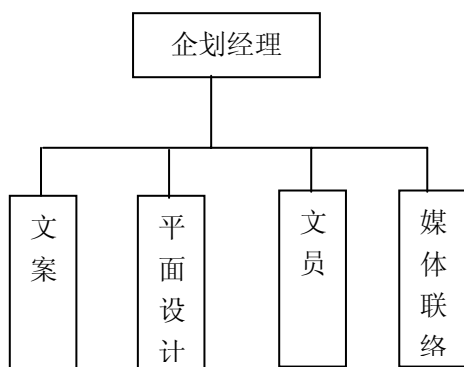 企划经理
文案
平面设计
文员
媒体联络